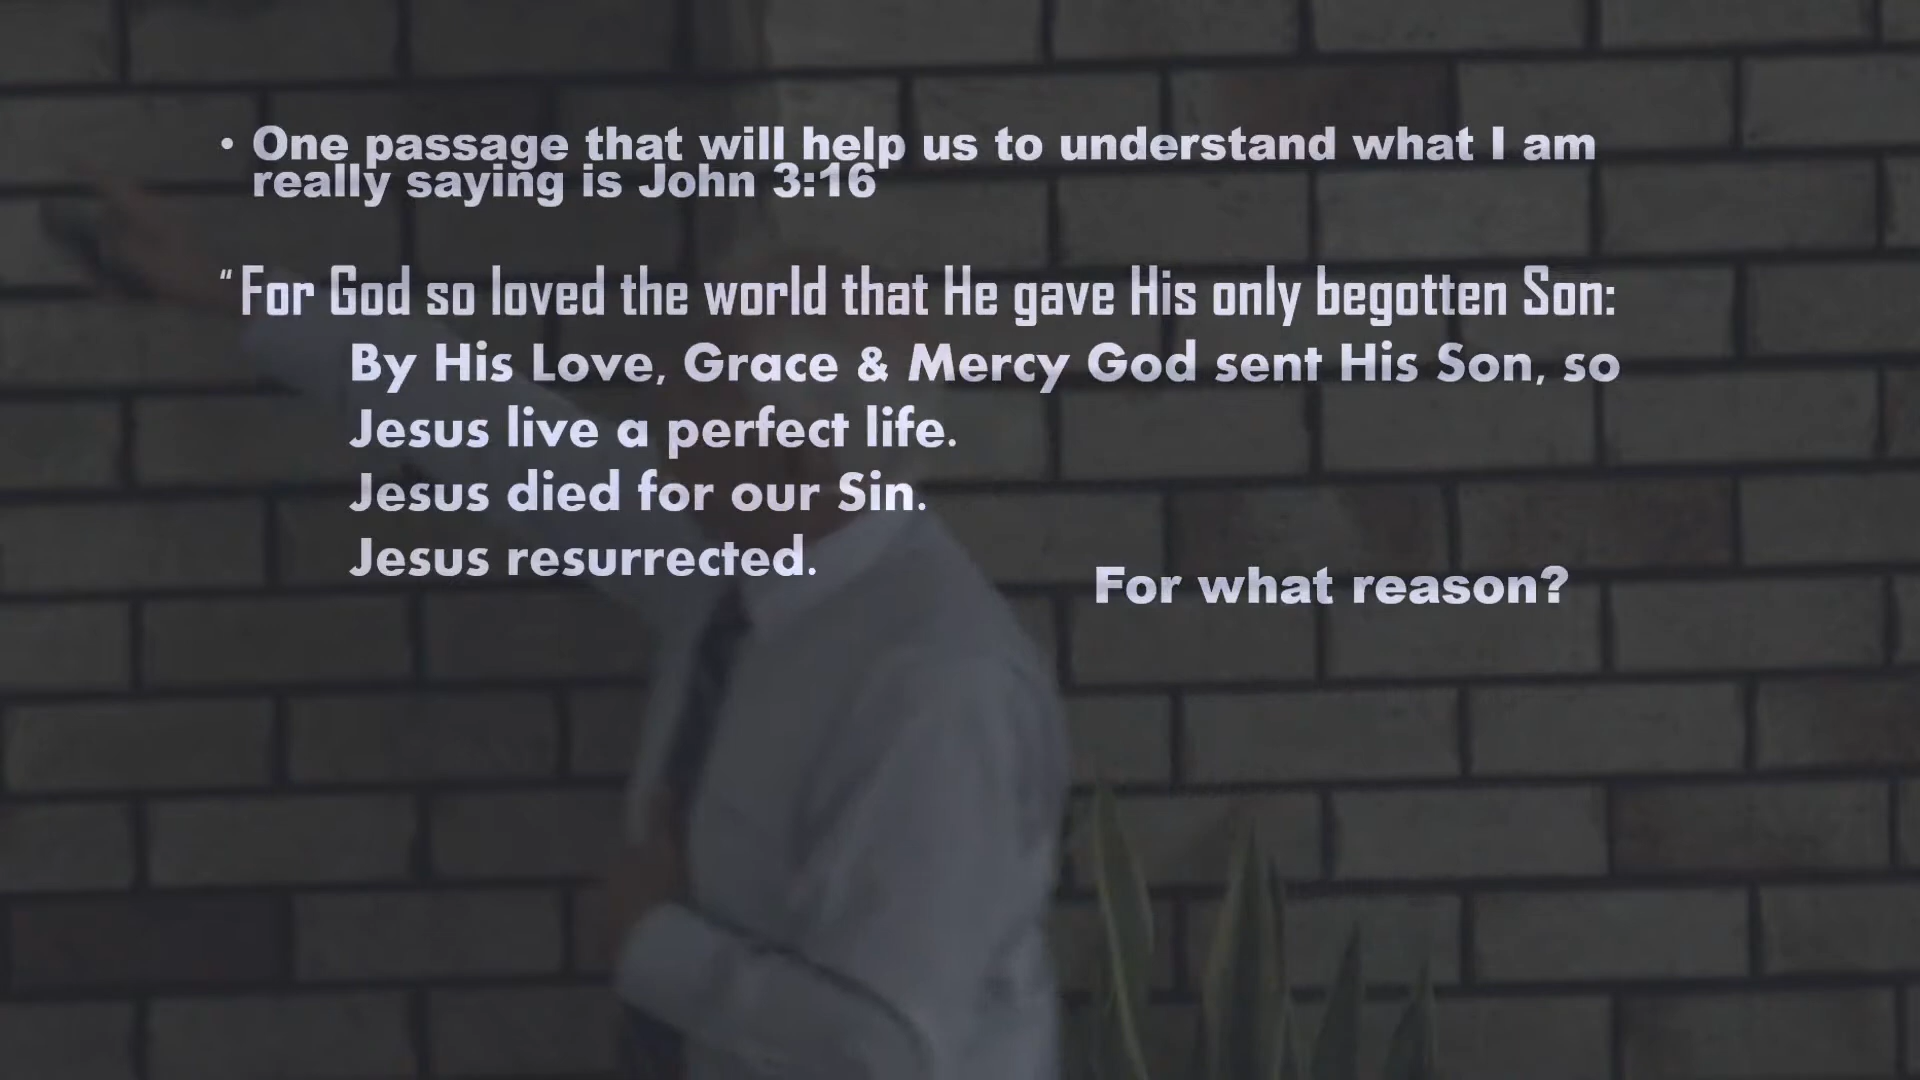 • One passage that will help us to understand what I am
really saying is John 3:16
“For God so loved the world that He gave His only begotten Son:
By His Love, Grace & Mercy God sent His Son, so
Jesus live a perfect life.
Jesus died for our Sin.
Jesus resurrected.
For what reason?